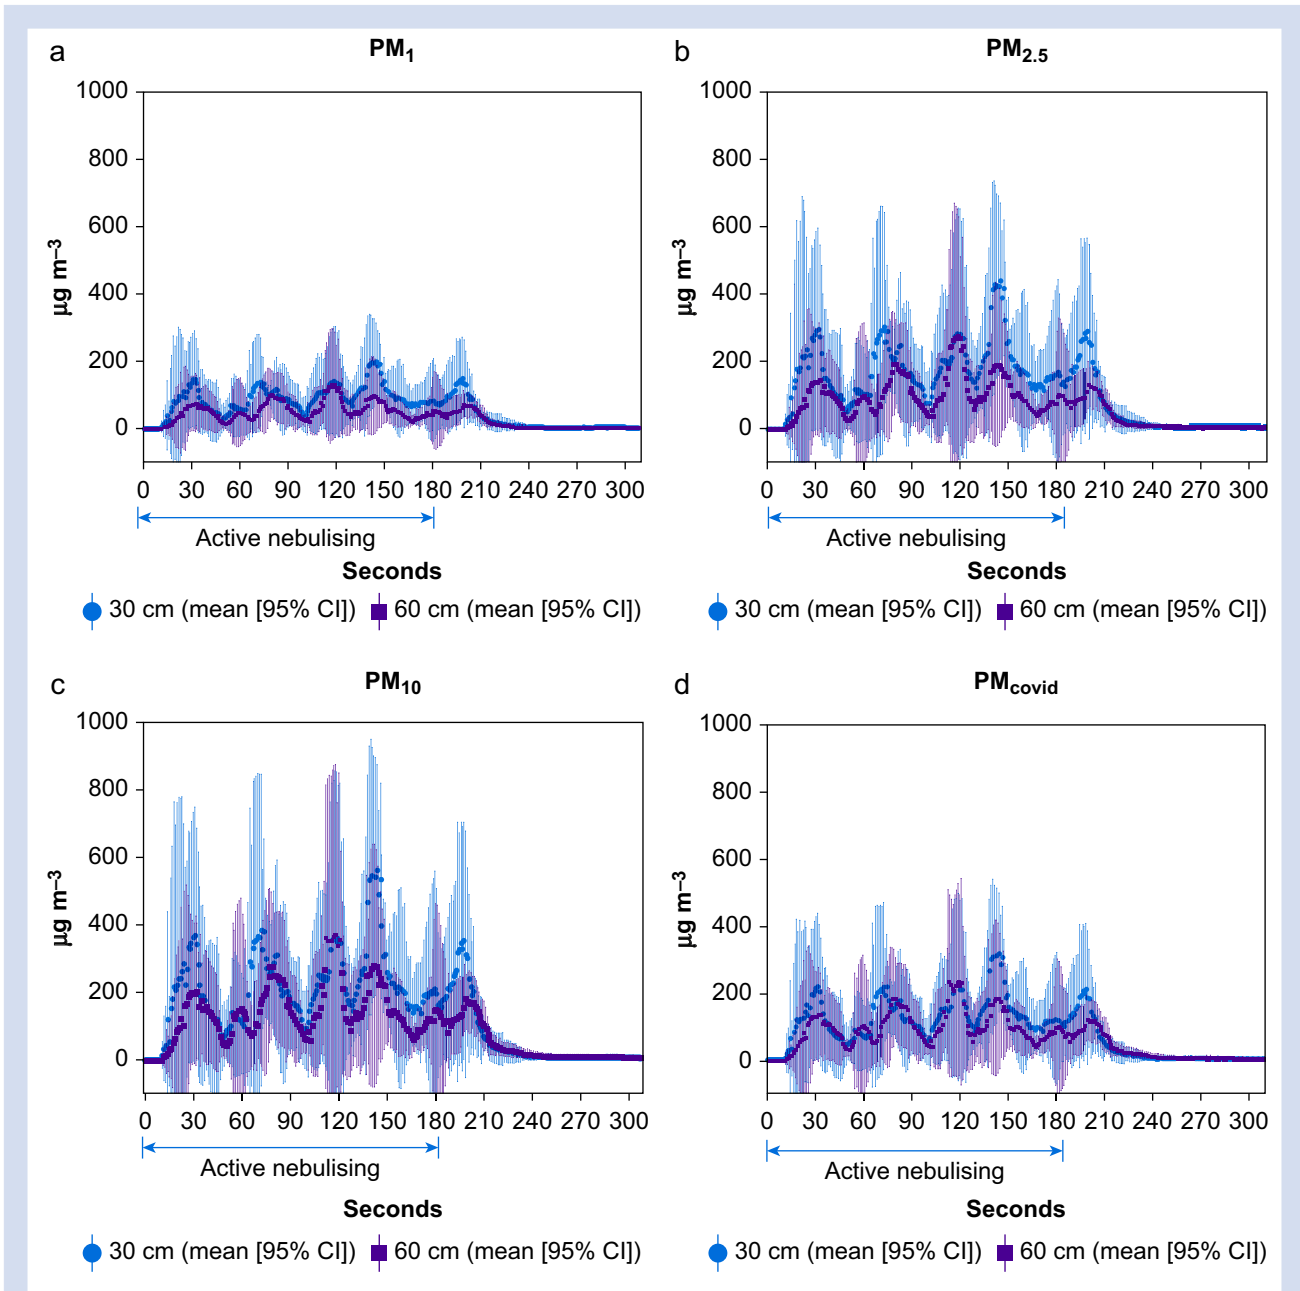 a PM1
1000
800
600
400
200
0
µg m–3
0 30 60 90 120 150 180 210 240 270 300
Active nebulising
Seconds
30 cm (mean [95% CI]) 60 cm (mean [95% CI])
b PM2.5
1000
800
600
400
200
0
µg m–3
0 30 60 90 120 150 180 210 240 270 300
Active nebulising
Seconds
30 cm (mean [95% CI]) 60 cm (mean [95% CI])
c PM10
1000
800
600
400
200
0
µg m–3
0 30 60 90 120 150 180 210 240 270 300
Active nebulising
Seconds
30 cm (mean [95% CI]) 60 cm (mean [95% CI])
d PMcovid
1000
800
600
400
200
0
µg m–3
0 30 60 90 120 150 180 210 240 270 300
Active nebulising
Seconds
30 cm (mean [95% CI]) 60 cm (mean [95% CI])